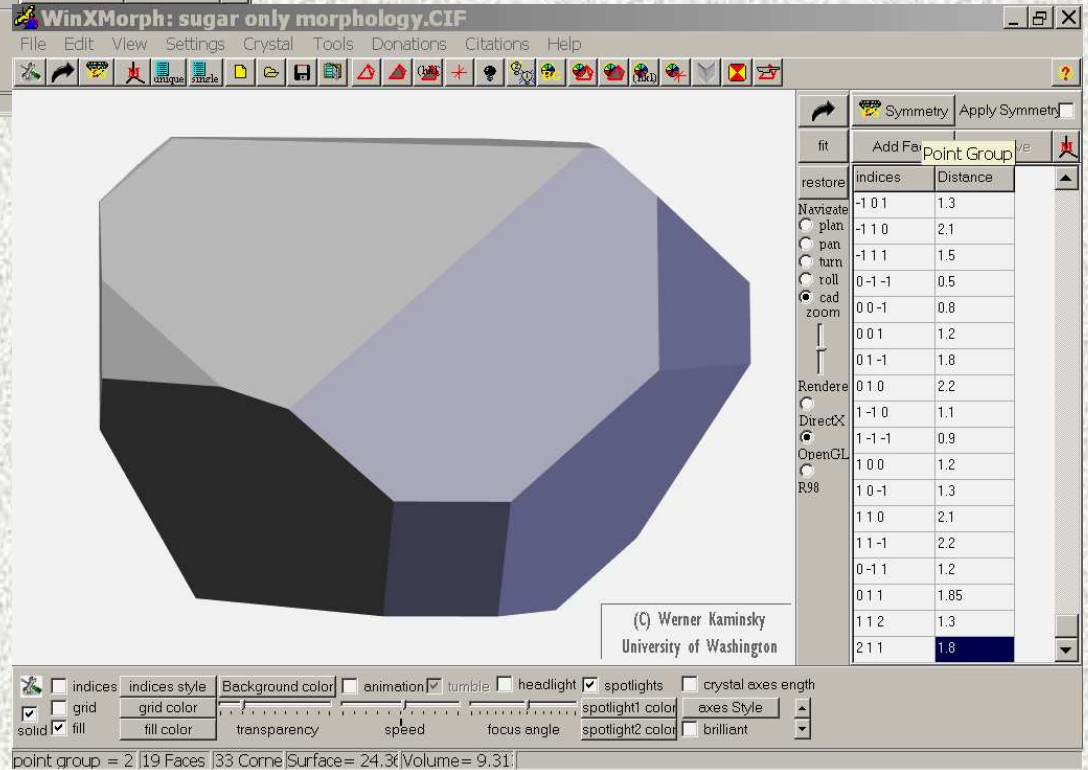 WinXMorph: sugar only morphology.CIF
File Edit View Settings Crystal Tools Donations Citations Help
unique single (hkl) (hkl) ?
Symmetry Apply Symmetry
fit Add Fa Point Group ve
restore indices Distance
Navigate
plan
pan
turn
roll
cad
zoom
Rendere
DirectX
OpenGL
R98
-1 0 1 1.3
-1 1 0 2.1
-1 1 1 1.5
0 -1 -1 0.5
0 0 -1 0.8
0 0 1 1.2
0 1 -1 1.8
0 1 0 2.2
1 -1 0 1.1
1 -1 -1 0.9
1 0 0 1.2
1 0 -1 1.3
1 1 0 2.1
1 1 -1 2.2
0 -1 1 1.2
0 1 1 1.85
1 1 2 1.3
2 1 1 1.8
(C) Werner Kaminsky
University of Washington
indices indices style Background color animation tumble headlight spotlights crystal axes ength
grid grid color spotlight1 color axes Style
solid fill fill color transparency speed focus angle spotlight2 color brilliant
point group = 2 19 Faces 33 Corne Surface= 24.36 Volume= 9.31